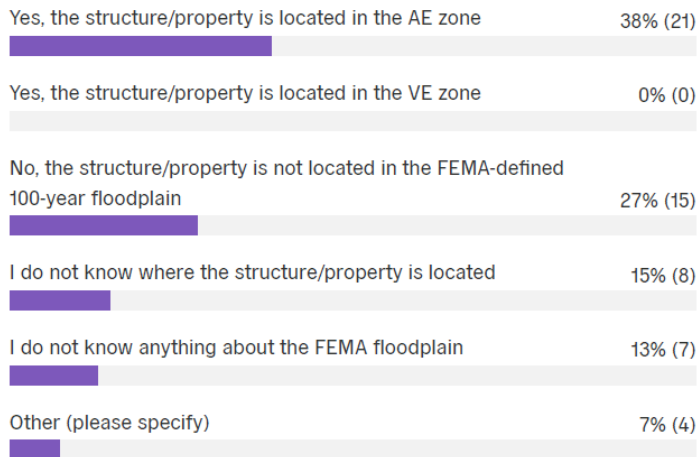 Yes, the structure/property is located in the AE zone 38% (21)
Yes, the structure/property is located in the VE zone 0% (0)
No, the structure/property is not located in the FEMA-defined
100-year floodplain 27% (15)
I do not know where the structure/property is located 15% (8)
I do not know anything about the FEMA floodplain 13% (7)
Other (please specify) 7% (4)